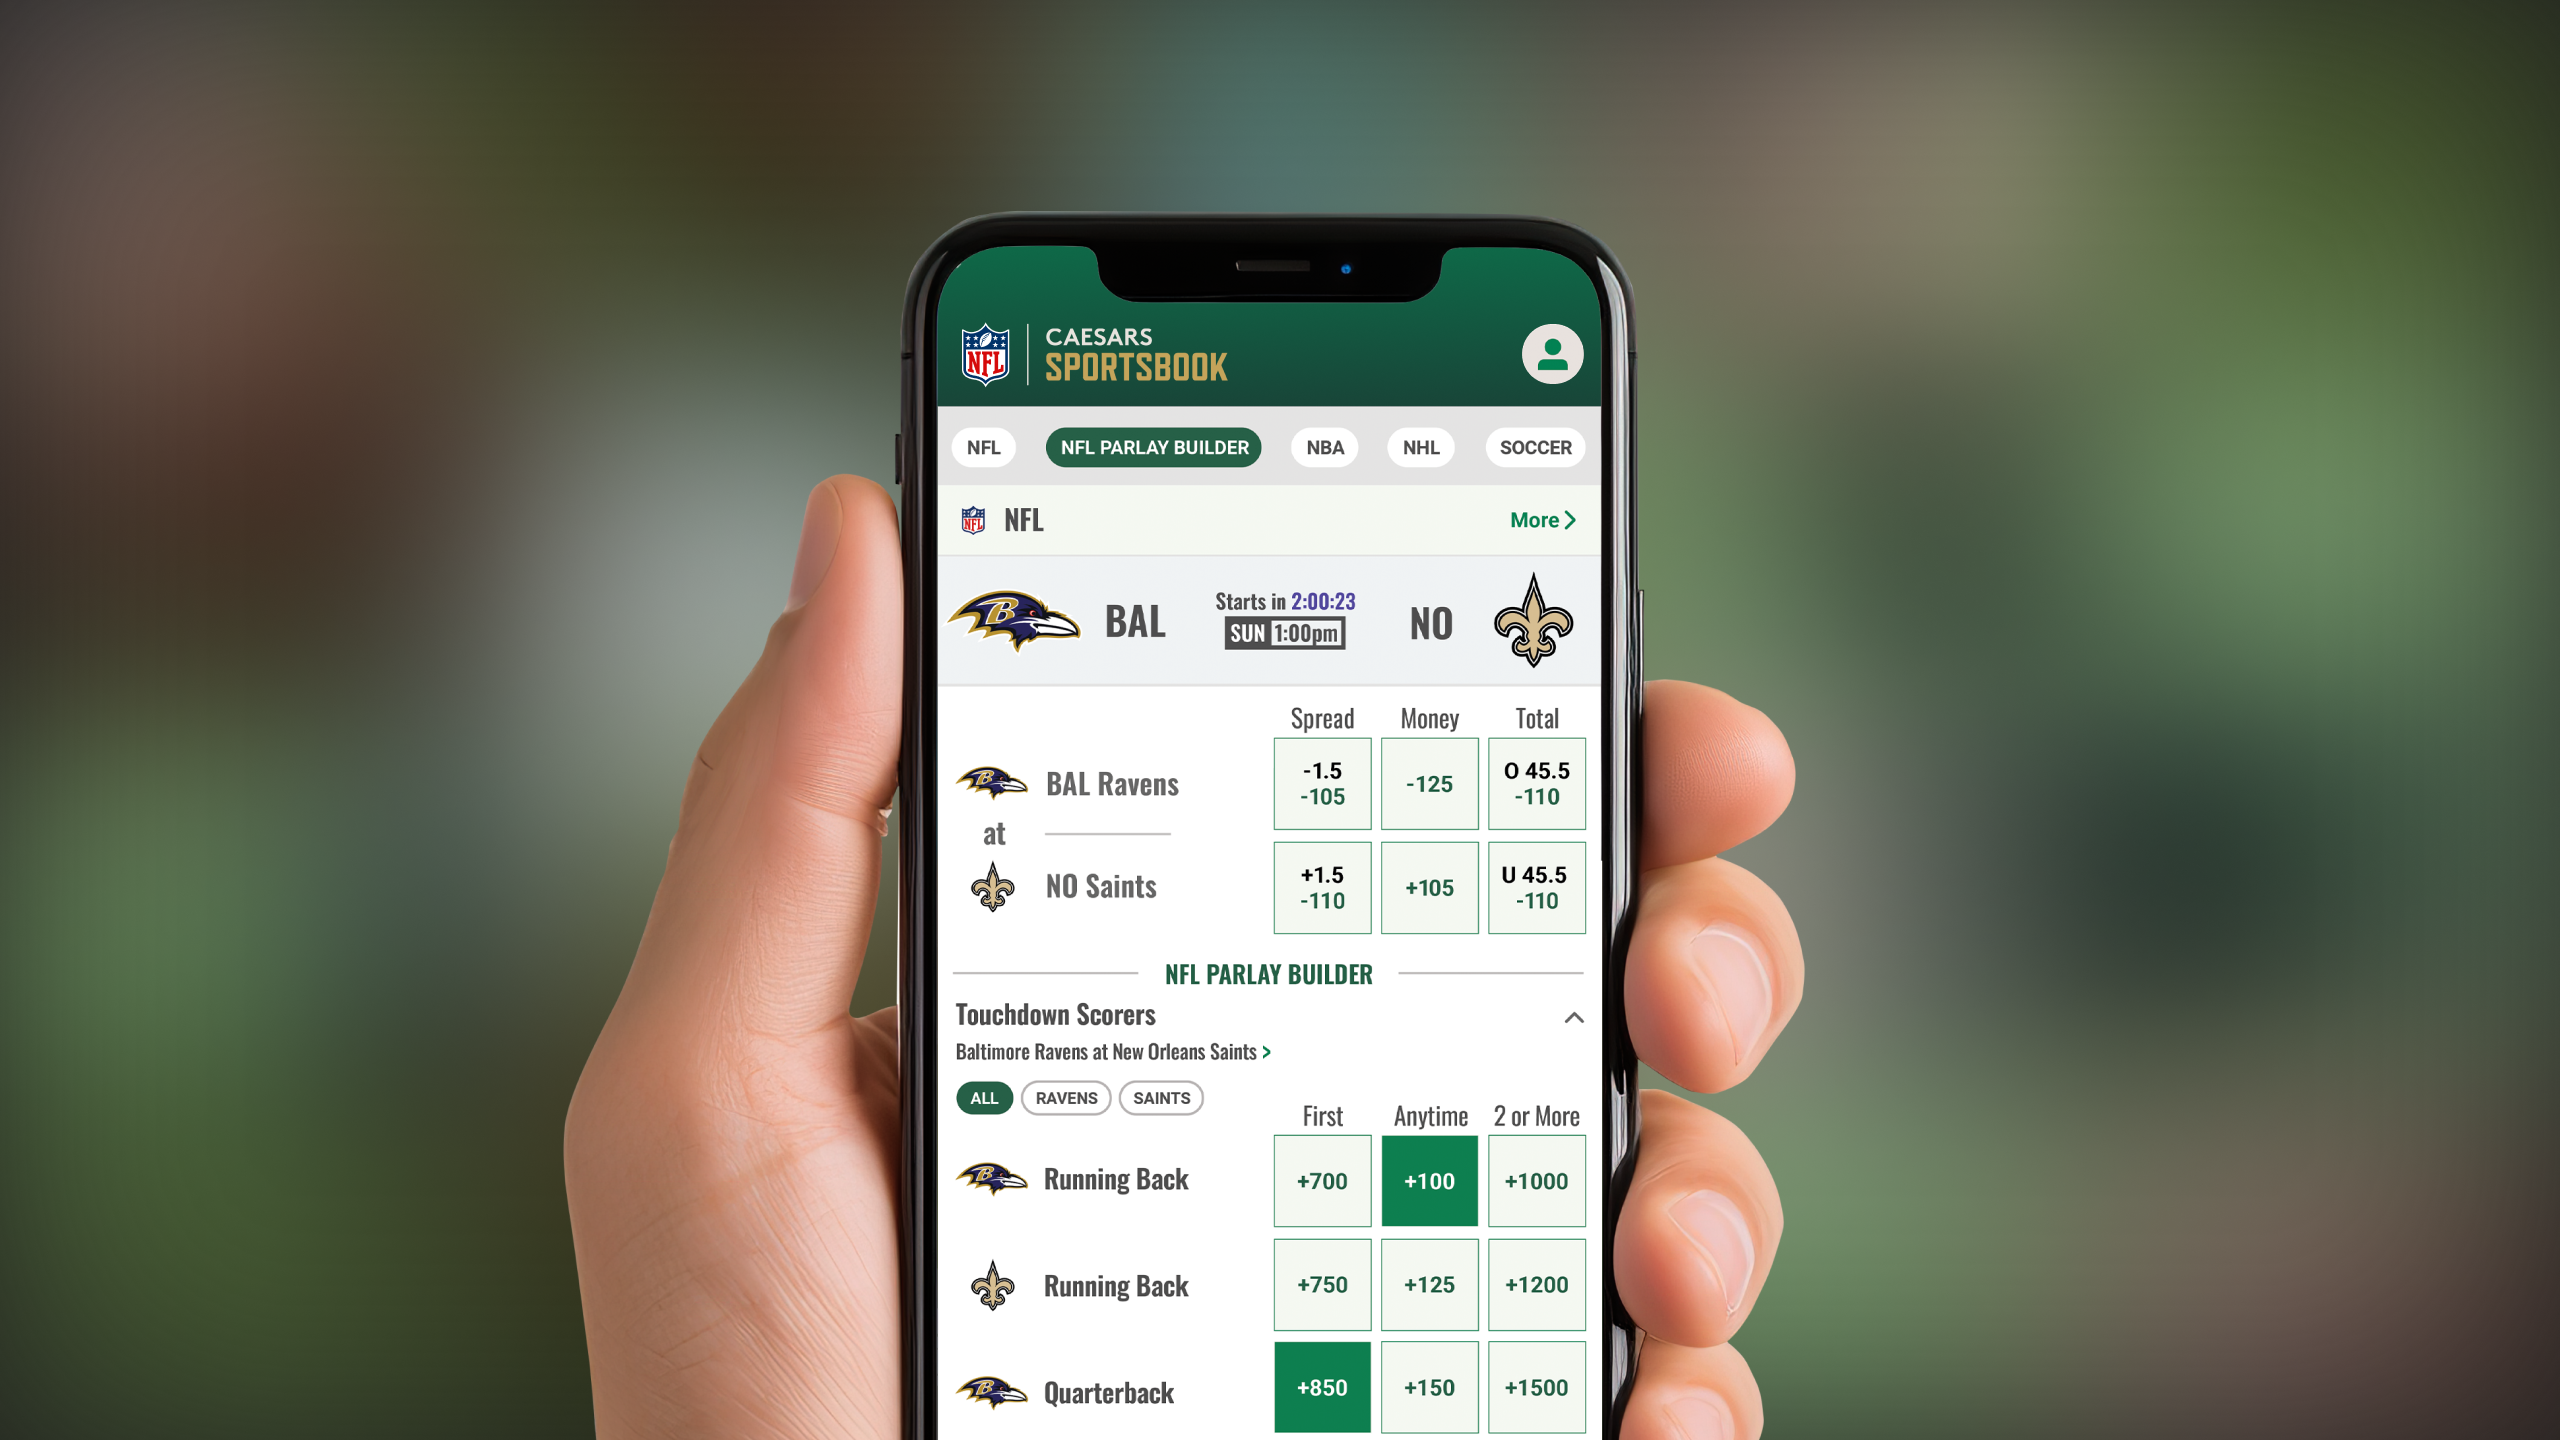 NFL
CAESARS
SPORTSBOOK
NFL NFL PARLAY BUILDER NBA NHL SOCCER
NFL NFL More >
B BAL Starts in 2:00:23 NO
SUN 1:00pm
Spread Money Total
B BAL Ravens -1.5 -125 O 45.5
-105 -110
at
NO Saints +1.5 +105 U 45.5
-110 -110
NFL PARLAY BUILDER
Touchdown Scorers
Baltimore Ravens at New Orleans Saints >
ALL RAVENS SAINTS
First Anytime 2 or More
B Running Back +700 +100 +1000
Running Back +750 +125 +1200
B Quarterback +850 +150 +1500